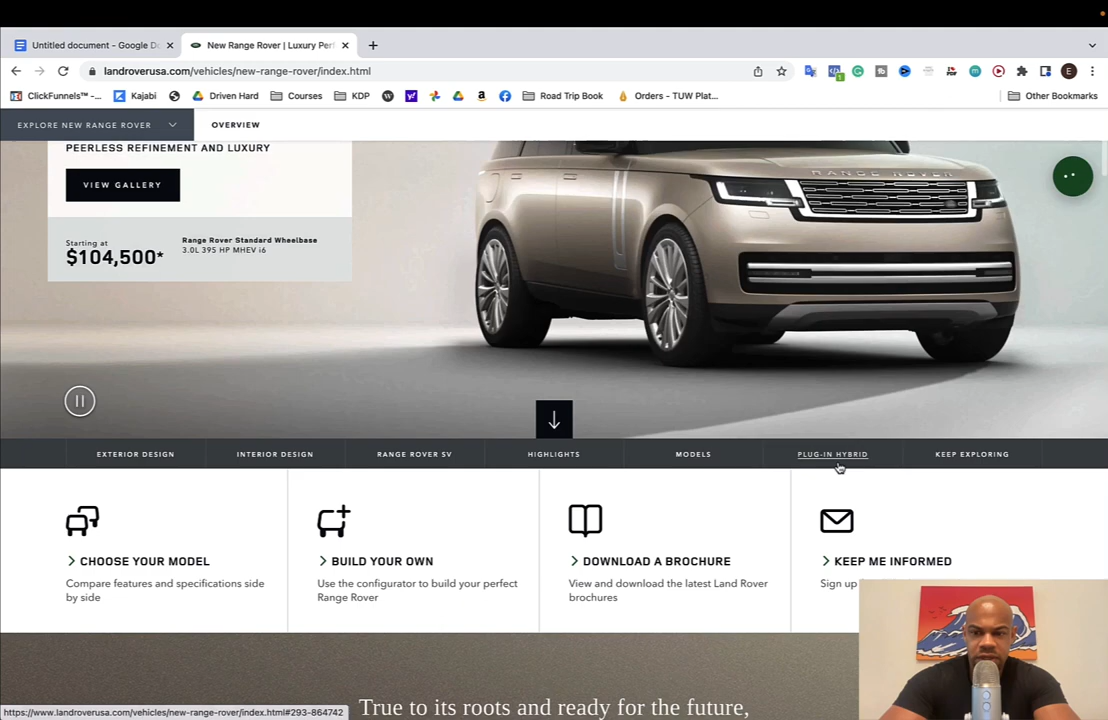 Untitled document - Google Do
New Range Rover | Luxury Per
landroverusa.com/vehicles/new-range-rover/index.html
ClickFunnels™ -...
Kajabi
Driven Hard
Courses
KDP
Road Trip Book
Orders - TUW Plat...
Other Bookmarks
EXPLORE NEW RANGE ROVER
OVERVIEW
PEERLESS REFINEMENT AND LUXURY
VIEW GALLERY
Starting at
$104,500*
Range Rover Standard Wheelbase
3.0L 395 HP MHEV i6
RANGE ROVER
EXTERIOR DESIGN
INTERIOR DESIGN
RANGE ROVER SV
HIGHLIGHTS
MODELS
PLUG-IN HYBRID
KEEP EXPLORING
CHOOSE YOUR MODEL
Compare features and specifications side
by side
BUILD YOUR OWN
Use the configurator to build your perfect
Range Rover
DOWNLOAD A BROCHURE
View and download the latest Land Rover
brochures
KEEP ME INFORMED
Sign up
True to its roots and ready for the future,
https://www.landroverusa.com/vehicles/new-range-rover/index.html#293-864742